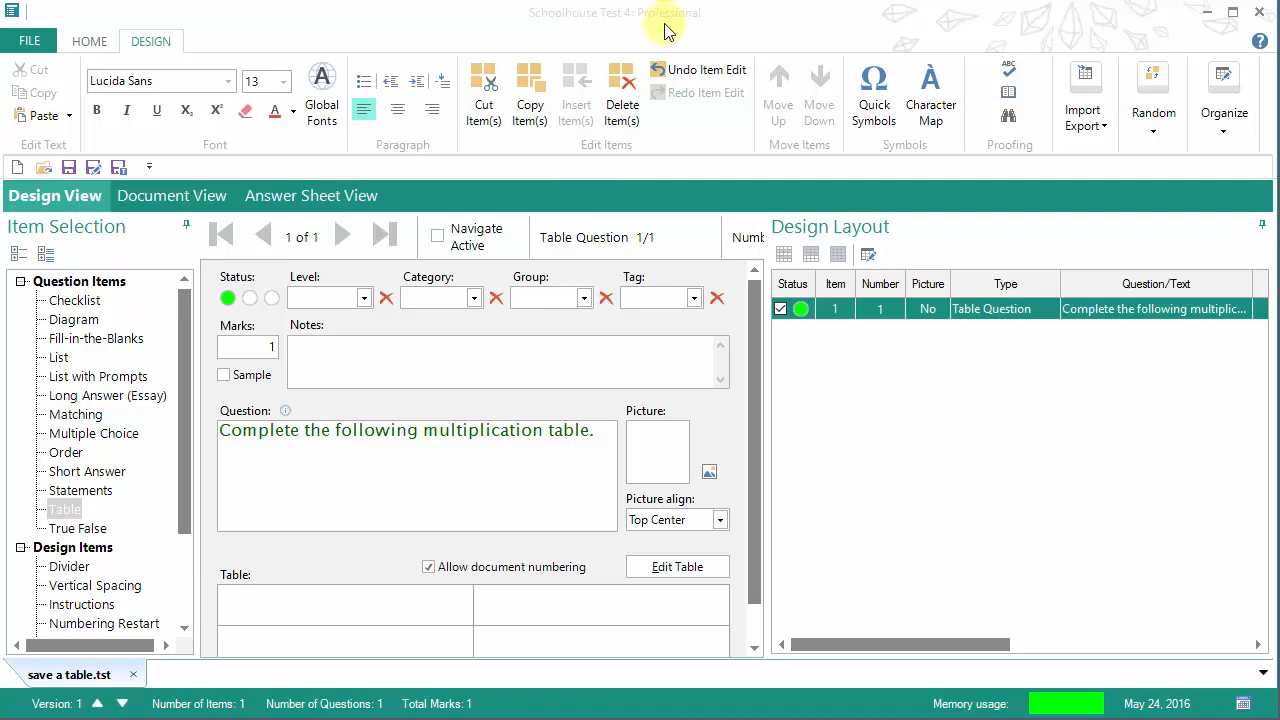 Schoolhouse Test 4: Professional
FILE
HOME
DESIGN
Cut
Copy
Paste
Edit Text
Lucida Sans
13
B I U X₂ X² A
A
Global
Fonts
Font
Paragraph
Cut
Item(s)
Copy
Item(s)
Insert
Item(s)
Delete
Item(s)
Undo Item Edit
Redo Item Edit
Edit Items
Move
Up
Move
Down
Move Items
Ω
Quick
Symbols
À
Character
Map
Symbols
ABC
Proofing
Import
Export
Random
Organize
Design View
Document View
Answer Sheet View
Item Selection
Question Items
Checklist
Diagram
Fill-in-the-Blanks
List
List with Prompts
Long Answer (Essay)
Matching
Multiple Choice
Order
Short Answer
Statements
Table
True False
Design Items
Divider
Vertical Spacing
Instructions
Numbering Restart
1 of 1
Navigate
Active
Table Question 1/1
Numb
Status:
Level:
Category:
Group:
Tag:
Marks:
1
Sample
Notes:
Question:
Complete the following multiplication table.
Picture:
Picture align:
Top Center
Table:
Allow document numbering
Edit Table
Design Layout
Status Item Number Picture Type Question/Text
1 1 No Table Question Complete the following multiplic...
save a table.tst
Version: 1
Number of Items: 1
Number of Questions: 1
Total Marks: 1
Memory usage:
May 24, 2016